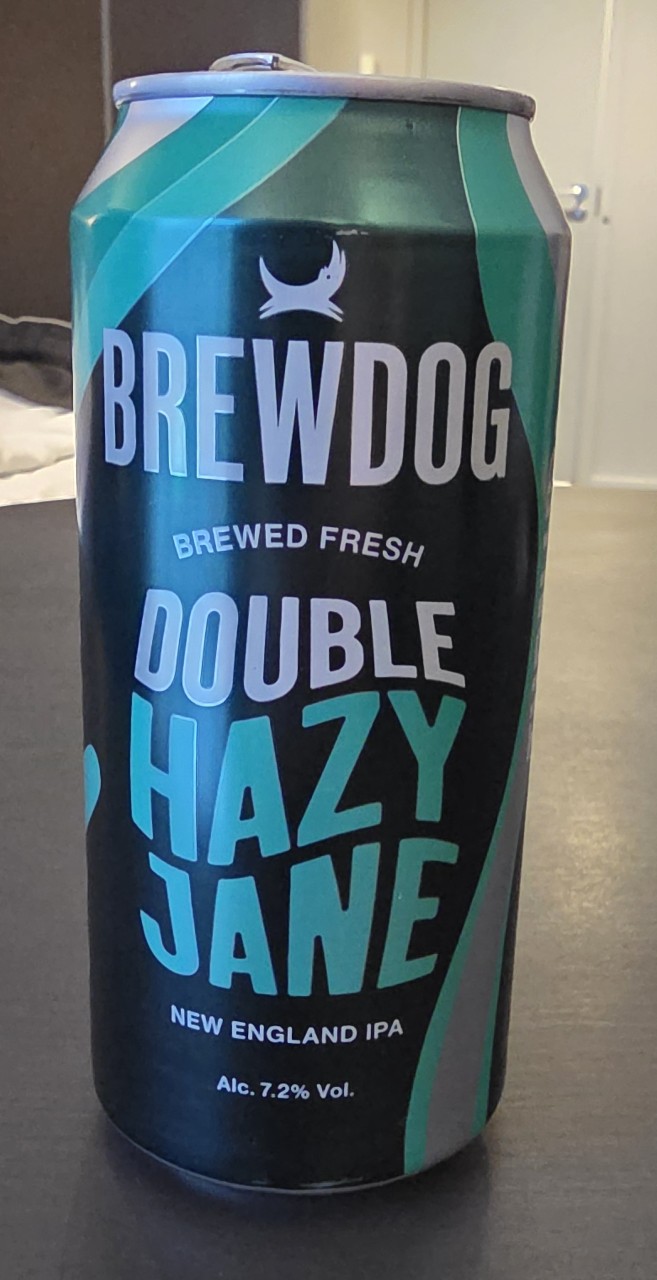 BREWDOG
BREWED FRESH
DOUBLE
HAZY
JANE
NEW ENGLAND IPA
Alc. 7.2% Vol.